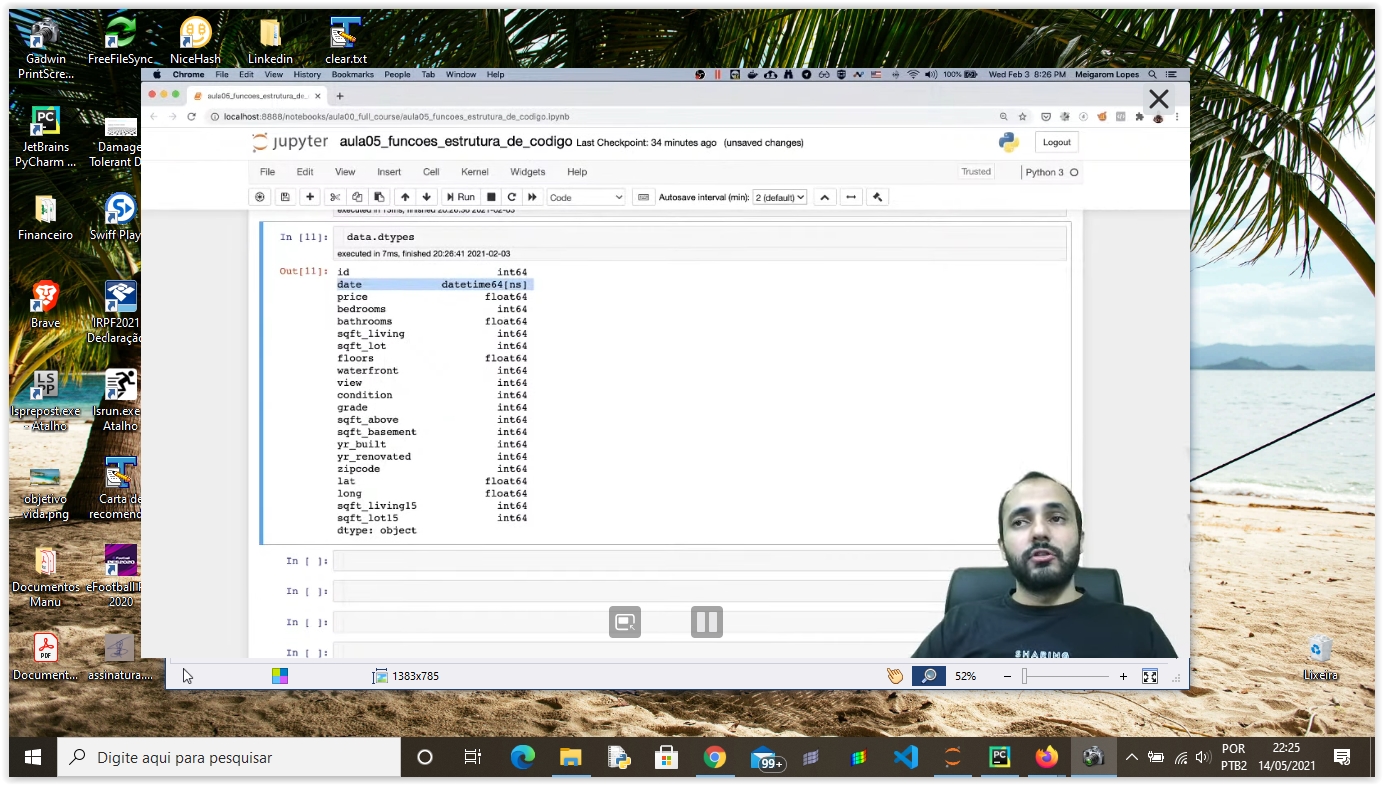 Gadwin PrintScre...
FreeFileSync
NiceHash
Linkedin
clear.txt
JetBrains PyCharm ...
Damage Tolerant D
Financeiro
Swiff Play
Brave
IRPF2021 Declaração
lsprepost.exe - Atalho
lsrun.exe Atalho
objetivo vida.png
Carta de recomend
Documentos Manu
eFootball P 2020
Document...
assinatura....
Lixeira
Chrome File Edit View History Bookmarks People Tab Window Help
100% Wed Feb 3 8:26 PM Meigarom Lopes
aula05_funcoes_estrutura_de_
localhost:8888/notebooks/aula00_full_course/aula05_funcoes_estrutura_de_codigo.ipynb
jupyter aula05_funcoes_estrutura_de_codigo Last Checkpoint: 34 minutes ago (unsaved changes)
Logout
File Edit View Insert Cell Kernel Widgets Help
Trusted Python 3
Run Code Autosave interval (min): 2 (default)
In [11]: data.dtypes
executed in 7ms, finished 20:26:41 2021-02-03
Out[11]: id int64
date datetime64[ns]
price float64
bedrooms int64
bathrooms float64
sqft_living int64
sqft_lot int64
floors float64
waterfront int64
view int64
condition int64
grade int64
sqft_above int64
sqft_basement int64
yr_built int64
yr_renovated int64
zipcode int64
lat float64
long float64
sqft_living15 int64
sqft_lot15 int64
dtype: object
In [ ]:
In [ ]:
In [ ]:
In [ ]:
SHARING
1383x785
52%
Digite aqui para pesquisar
99+
POR
PTB2
22:25
14/05/2021